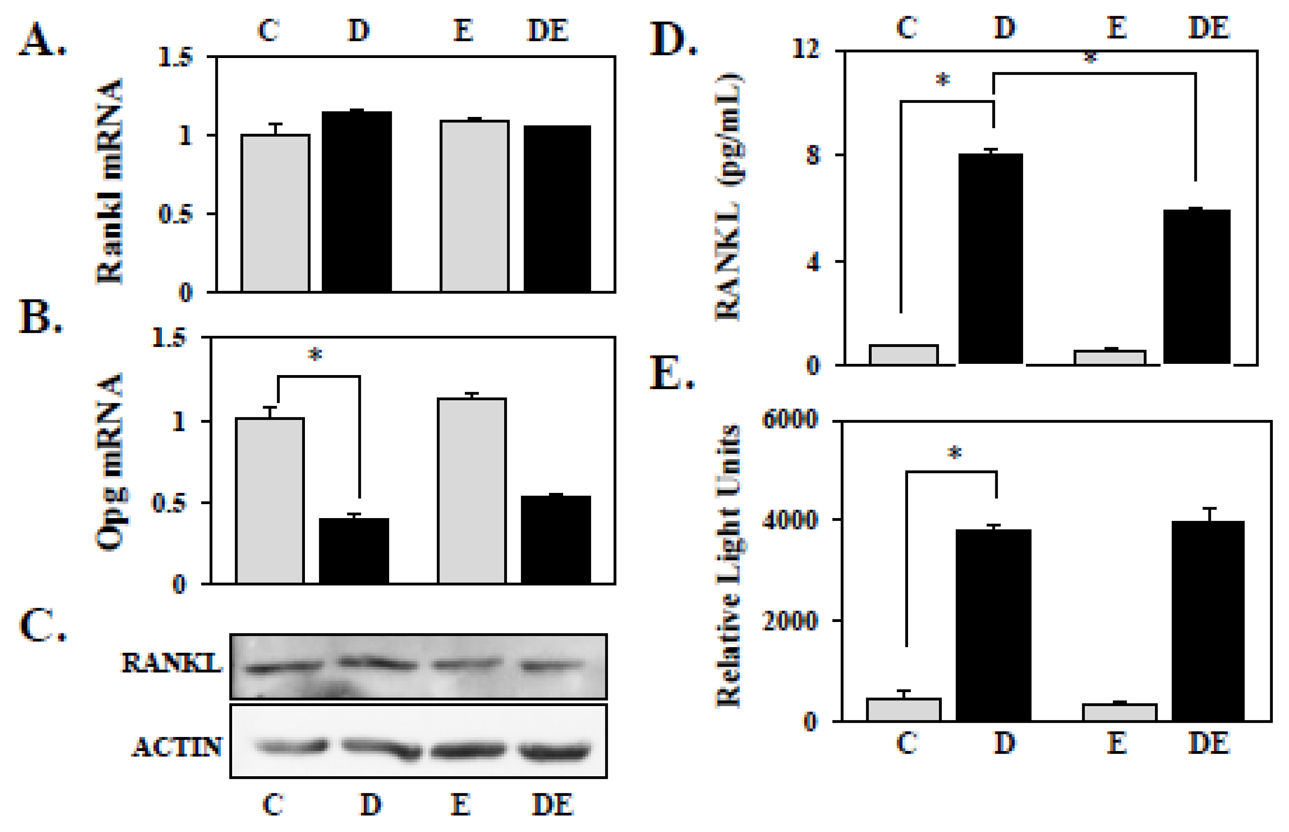 A.
C D E DE
Rankl mRNA
1.5
1
0.5
0
B.
Opg mRNA
1.5
1
0.5
0
*
C.
RANKL
ACTIN
C D E DE
D.
C D E DE
RANKL (pg/mL)
12
8
4
0
*
*
E.
Relative Light Units
6000
4000
2000
0
*
C D E DE